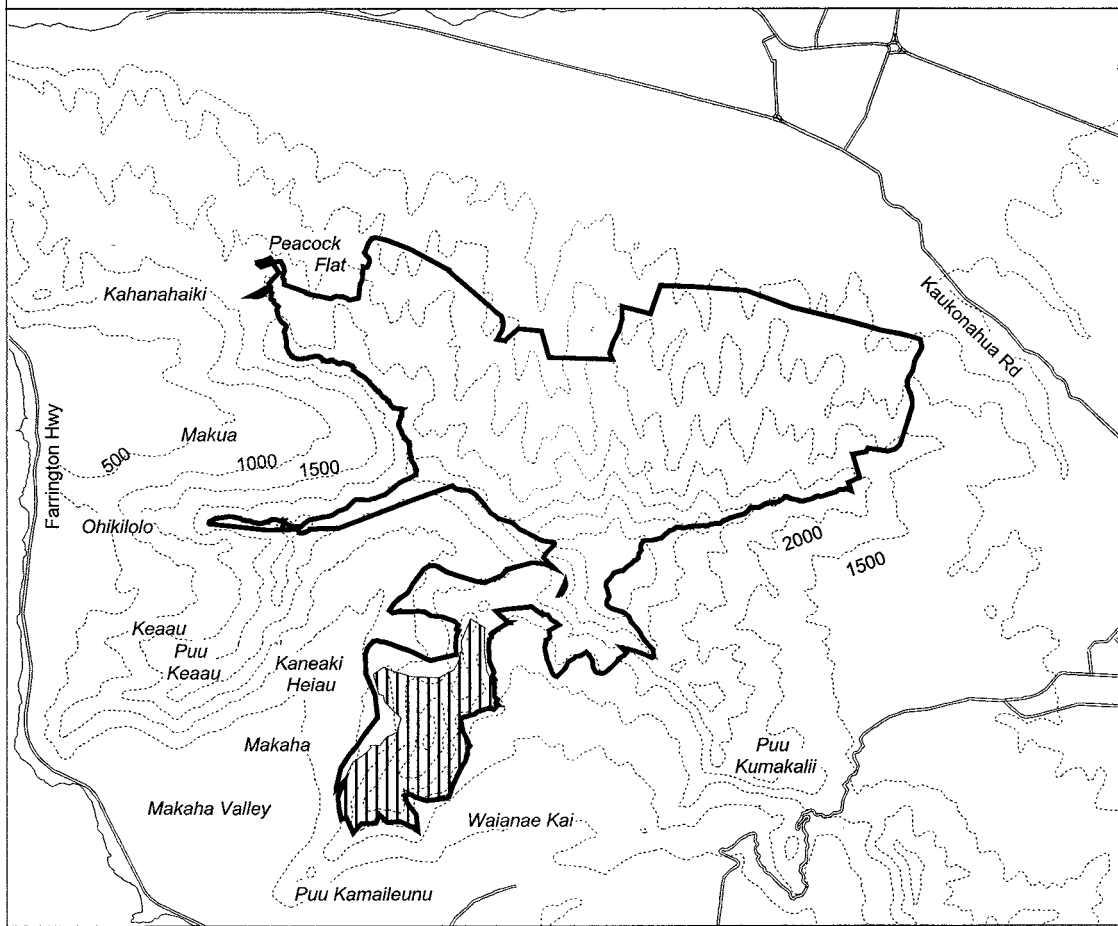 Peacock
Flat
Kahanahaiki
Kaukonahua Rd
Farrington Hwy
Makua
500
1000
1500
Ohikilolo
2000
1500
Keaau
Puu
Keaau
Kaneaki
Heiau
Makaha
Puu
Kumakalii
Makaha Valley
Waianae Kai
Puu Kamaileunu